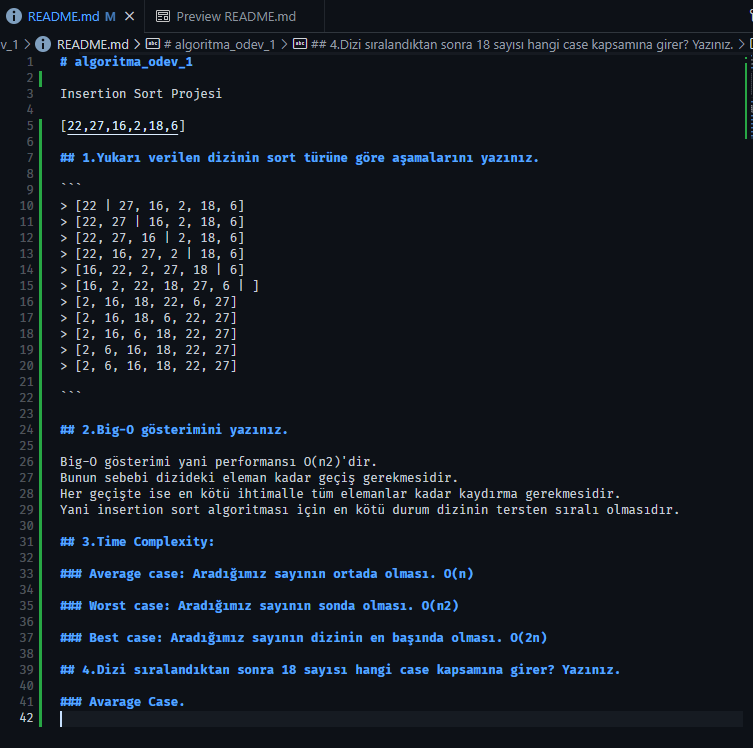 README.md M
Preview README.md
v_1 > README.md > # algoritma_odev_1 > ## 4.Dizi sıralandıktan sonra 18 sayısı hangi case kapsamına girer? Yazınız. >
1 # algoritma_odev_1
2
3 Insertion Sort Projesi
4
5 [22,27,16,2,18,6]
6
7 ## 1.Yukarı verilen dizinin sort türüne göre aşamalarını yazınız.
8
9 ```
10 > [22 | 27, 16, 2, 18, 6]
11 > [22, 27 | 16, 2, 18, 6]
12 > [22, 27, 16 | 2, 18, 6]
13 > [22, 16, 27, 2 | 18, 6]
14 > [16, 22, 2, 27, 18 | 6]
15 > [16, 2, 22, 18, 27, 6 | ]
16 > [2, 16, 18, 22, 6, 27]
17 > [2, 16, 18, 6, 22, 27]
18 > [2, 16, 6, 18, 22, 27]
19 > [2, 6, 16, 18, 22, 27]
20 > [2, 6, 16, 18, 22, 27]
21
22 ```
23
24 ## 2.Big-O gösterimini yazınız.
25
26 Big-O gösterimi yani performansı O(n2)'dir.
27 Bunun sebebi dizideki eleman kadar geçiş gerekmesidir.
28 Her geçişte ise en kötü ihtimalle tüm elemanlar kadar kaydırma gerekmesidir.
29 Yani insertion sort algoritması için en kötü durum dizinin tersten sıralı olmasıdır.
30
31 ## 3.Time Complexity:
32
33 ### Average case: Aradığımız sayının ortada olması. O(n)
34
35 ### Worst case: Aradığımız sayının sonda olması. O(n2)
36
37 ### Best case: Aradığımız sayının dizinin en başında olması. O(2n)
38
39 ## 4.Dizi sıralandıktan sonra 18 sayısı hangi case kapsamına girer? Yazınız.
40
41 ### Avarage Case.
42